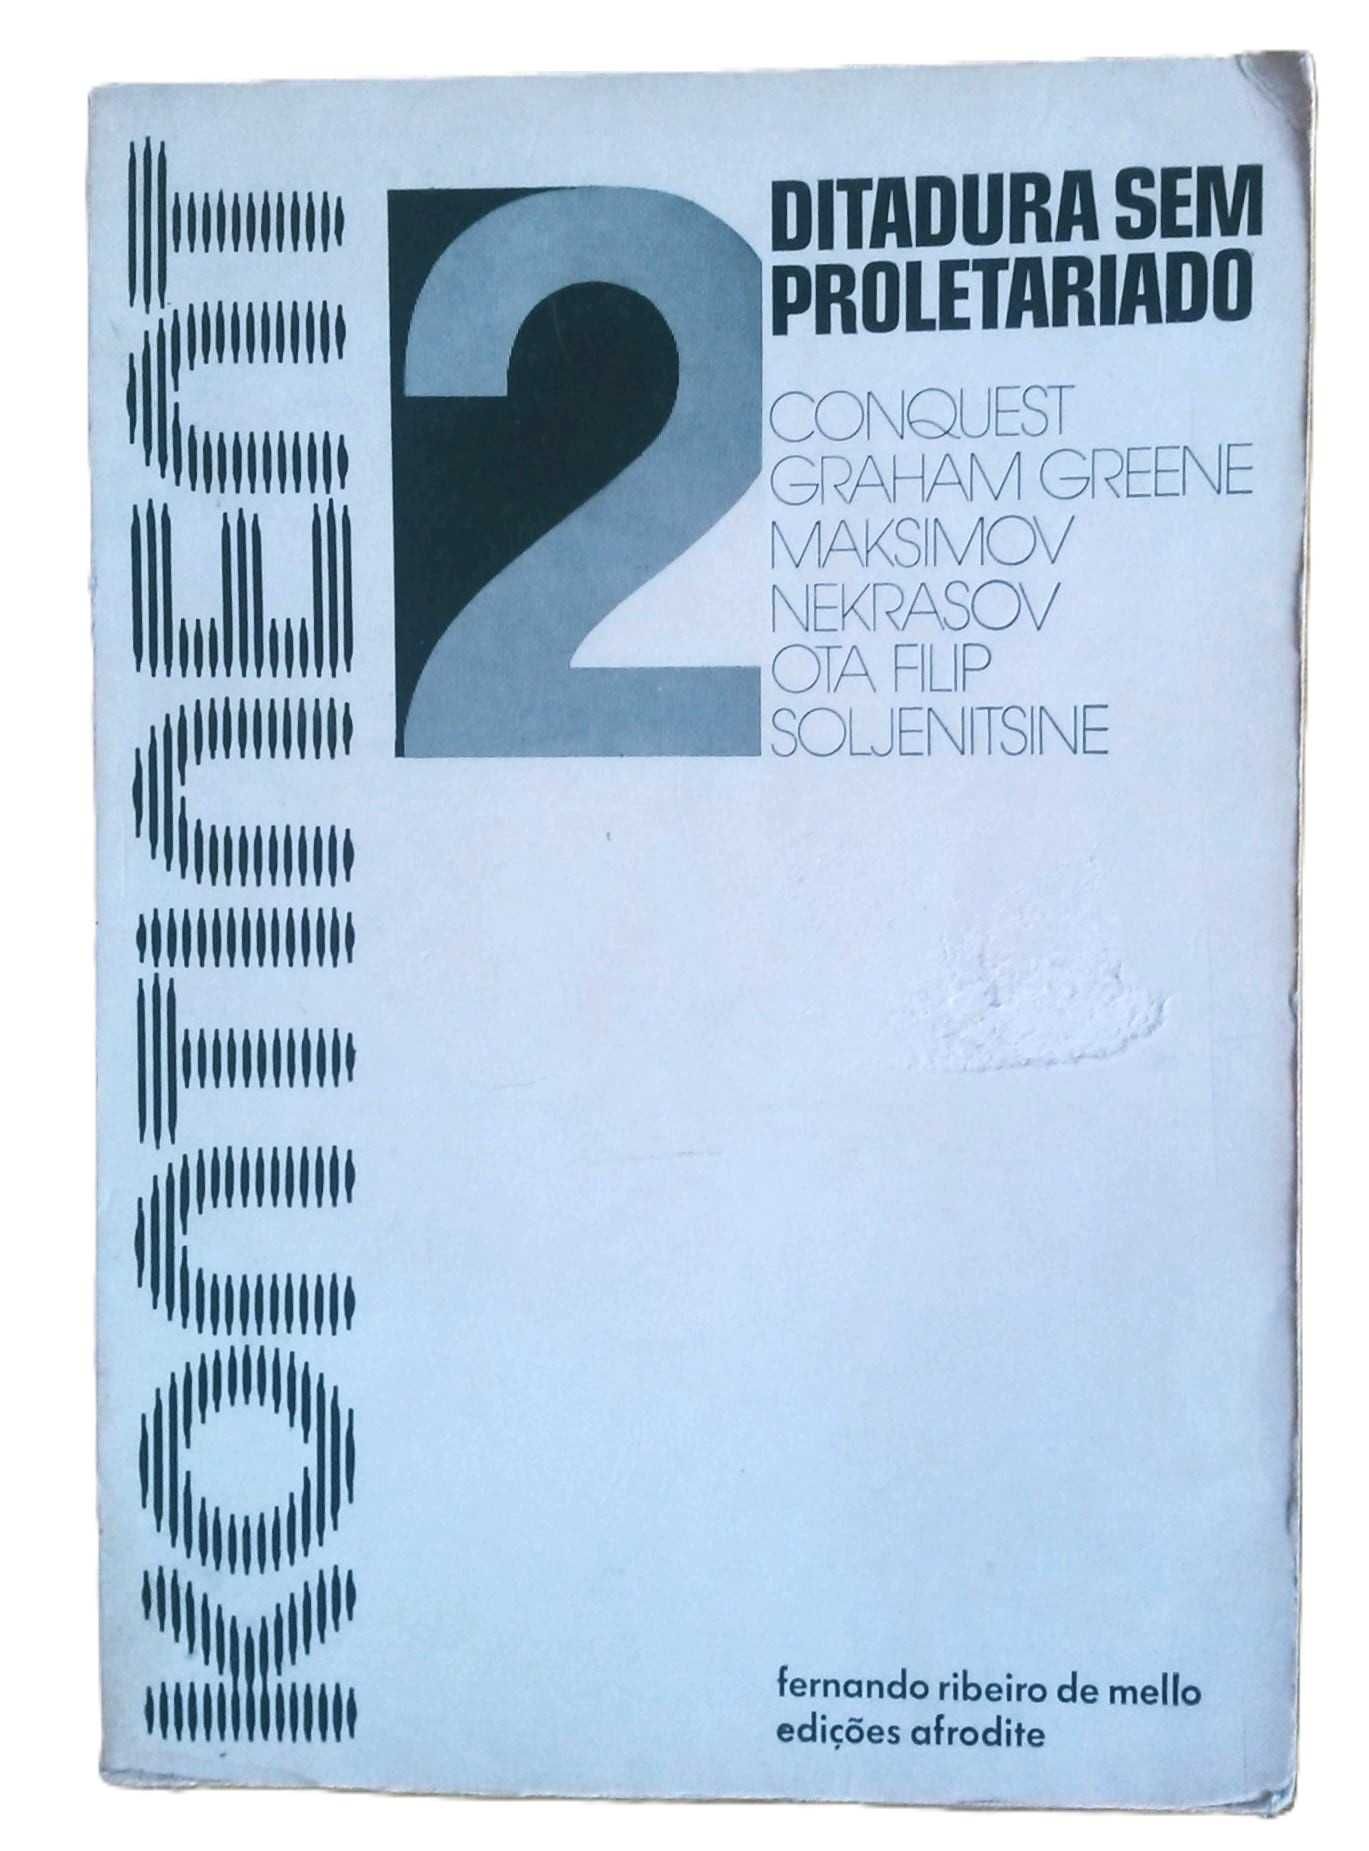 kontinent
2
DITADURA SEM
PROLETARIADO
CONQUEST
GRAHAM GREENE
MAKSIMOV
NEKRASOV
OTA FILIP
SOLJENITSINE
fernando ribeiro de mello
edições afrodite